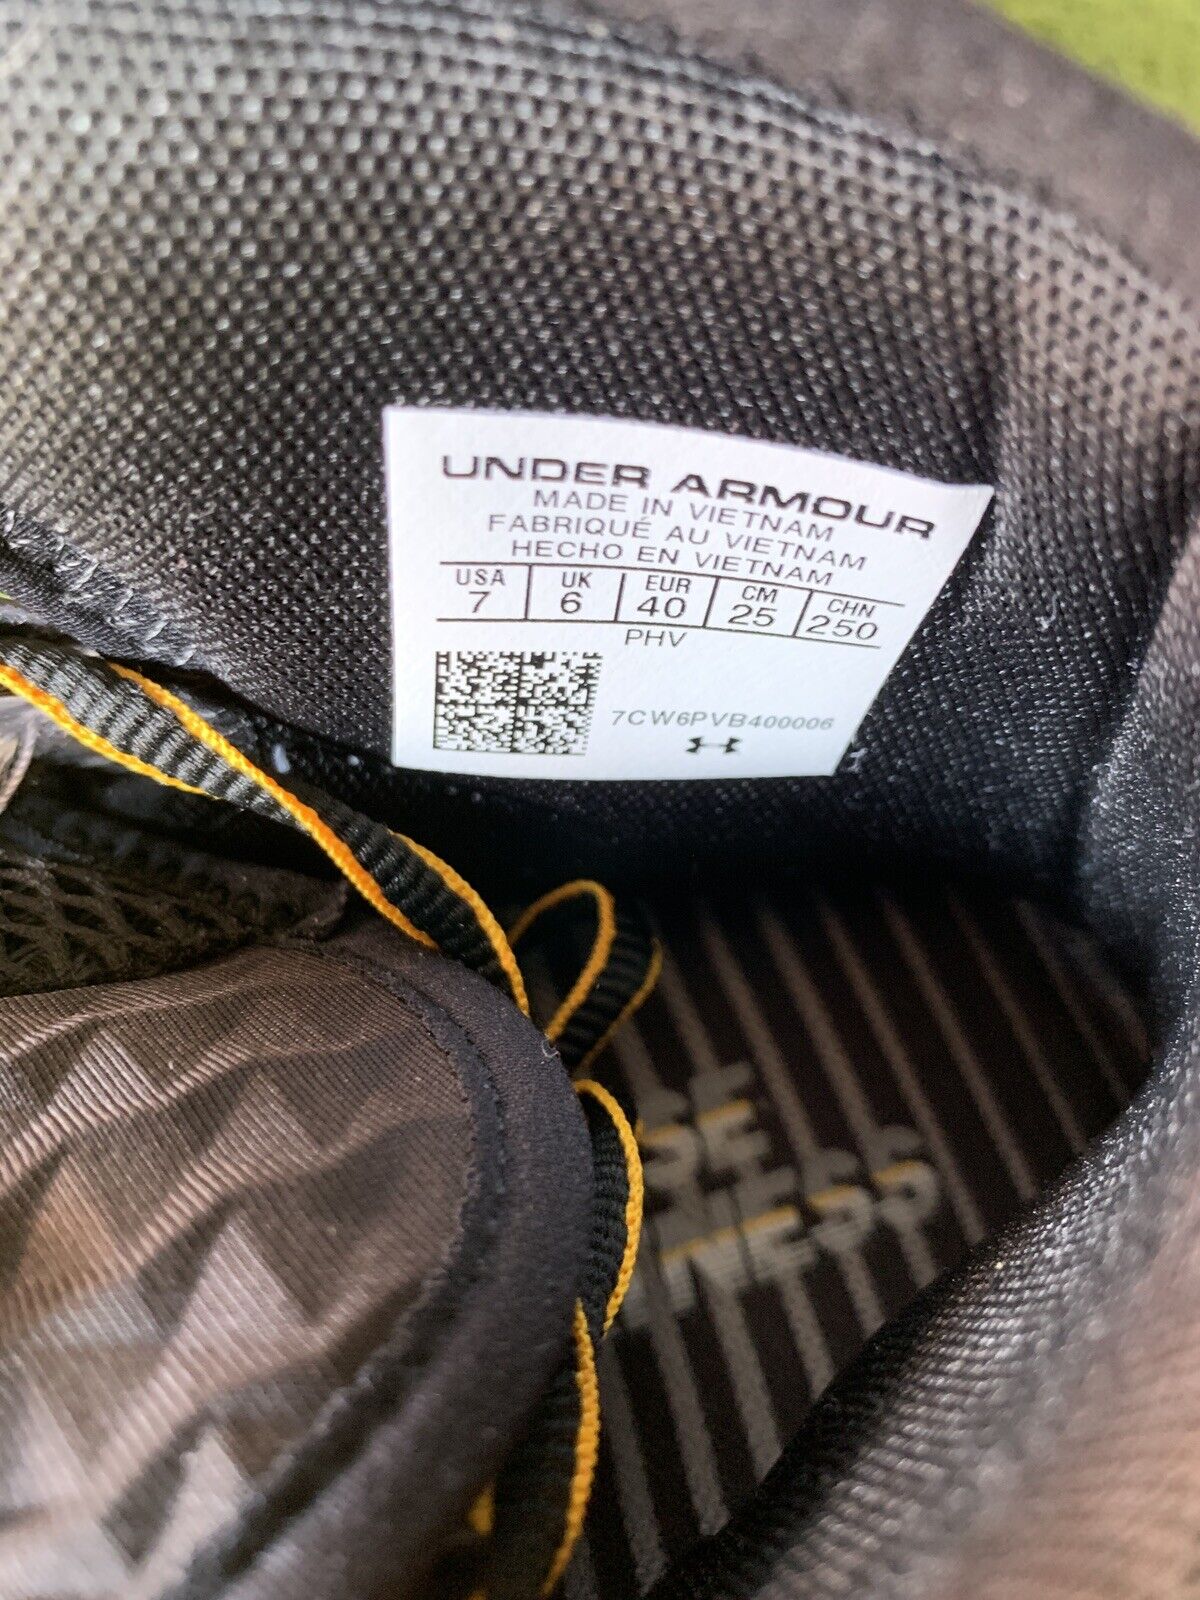 UNDER ARMOUR
MADE IN VIETNAM
FABRIQUÉ AU VIETNAM
HECHO EN VIETNAM
USA UK EUR CM CHN
7 6 40 25 250
PHV
7CW6PVB400006